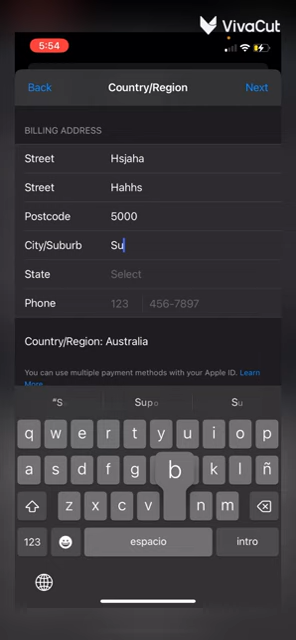 VivaCut
5:54
Back Country/Region Next
BILLING ADDRESS
Street Hsjaha
Street Hahhs
Postcode 5000
City/Suburb Su
State Select
Phone 123 456-7897
Country/Region: Australia
You can use multiple payment methods with your Apple ID. Learn
More
“S Supo Sú
q w e r t y u i o p
a s d f g b k l ñ
z x c v n m
123 espacio intro